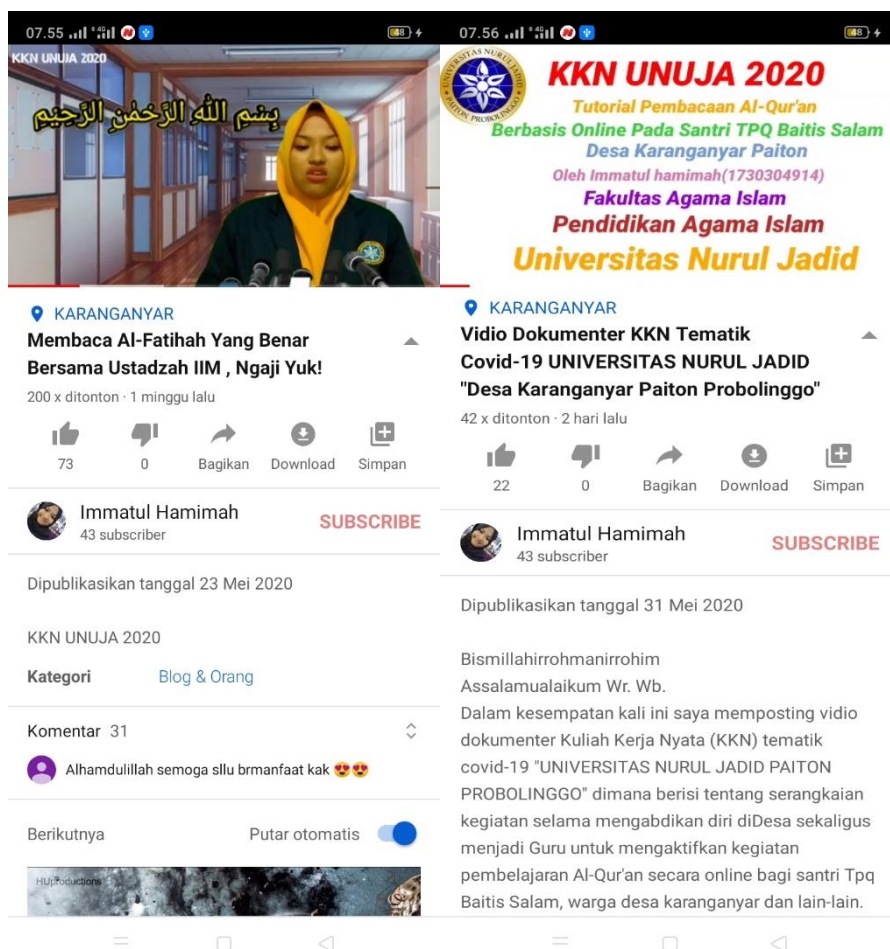 07.55
48
KKN UNUJA 2020
بِسْمِ اللّٰهِ الرَّحْمٰنِ الرَّحِيْمِ
KARANGANYAR
Membaca Al-Fatihah Yang Benar
Bersama Ustadzah IIM , Ngaji Yuk!
200 x ditonton · 1 minggu lalu
73
0
Bagikan
Download
Simpan
Immatul Hamimah
43 subscriber
SUBSCRIBE
Dipublikasikan tanggal 23 Mei 2020
KKN UNUJA 2020
Kategori Blog & Orang
Komentar 31
Alhamdulillah semoga sllu brmanfaat kak 😍😍
Berikutnya
Putar otomatis
HUproductions
07.56
48
UNIVERSITAS NURUL JADID
PAITON PROBOLINGGO
KKN UNUJA 2020
Tutorial Pembacaan Al-Qur'an
Berbasis Online Pada Santri TPQ Baitis Salam
Desa Karanganyar Paiton
Oleh Immatul hamimah(1730304914)
Fakultas Agama Islam
Pendidikan Agama Islam
Universitas Nurul Jadid
KARANGANYAR
Vidio Dokumenter KKN Tematik
Covid-19 UNIVERSITAS NURUL JADID
"Desa Karanganyar Paiton Probolinggo"
42 x ditonton · 2 hari lalu
22
0
Bagikan
Download
Simpan
Immatul Hamimah
43 subscriber
SUBSCRIBE
Dipublikasikan tanggal 31 Mei 2020
Bismillahirrohmanirrohim
Assalamualaikum Wr. Wb.
Dalam kesempatan kali ini saya memposting vidio
dokumenter Kuliah Kerja Nyata (KKN) tematik
covid-19 "UNIVERSITAS NURUL JADID PAITON
PROBOLINGGO" dimana berisi tentang serangkaian
kegiatan selama mengabdikan diri diDesa sekaligus
menjadi Guru untuk mengaktifkan kegiatan
pembelajaran Al-Qur'an secara online bagi santri Tpq
Baitis Salam, warga desa karanganyar dan lain-lain.